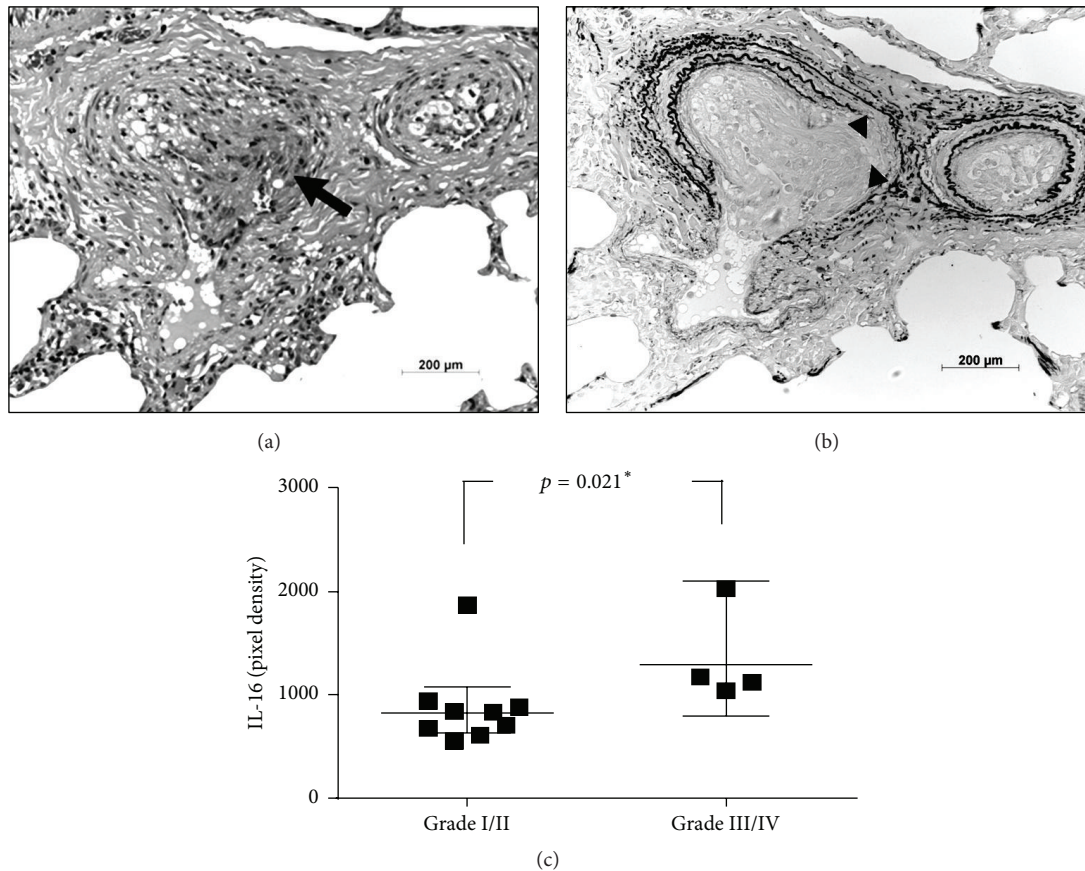 200 µm
200 µm
(a)
(b)
p = 0.021*
3000
2000
1000
0
IL-16 (pixel density)
Grade I/II
Grade III/IV
(c)